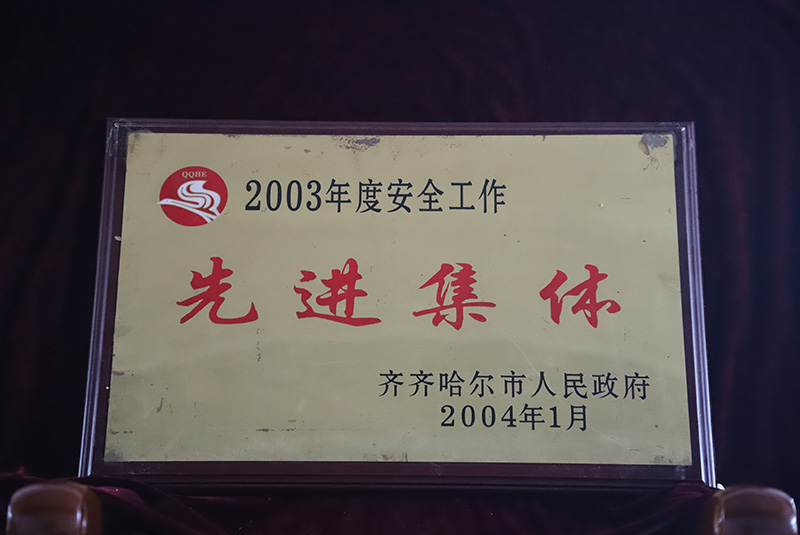 QQHE
2003年度安全工作
先进集体
齐齐哈尔市人民政府
2004年1月